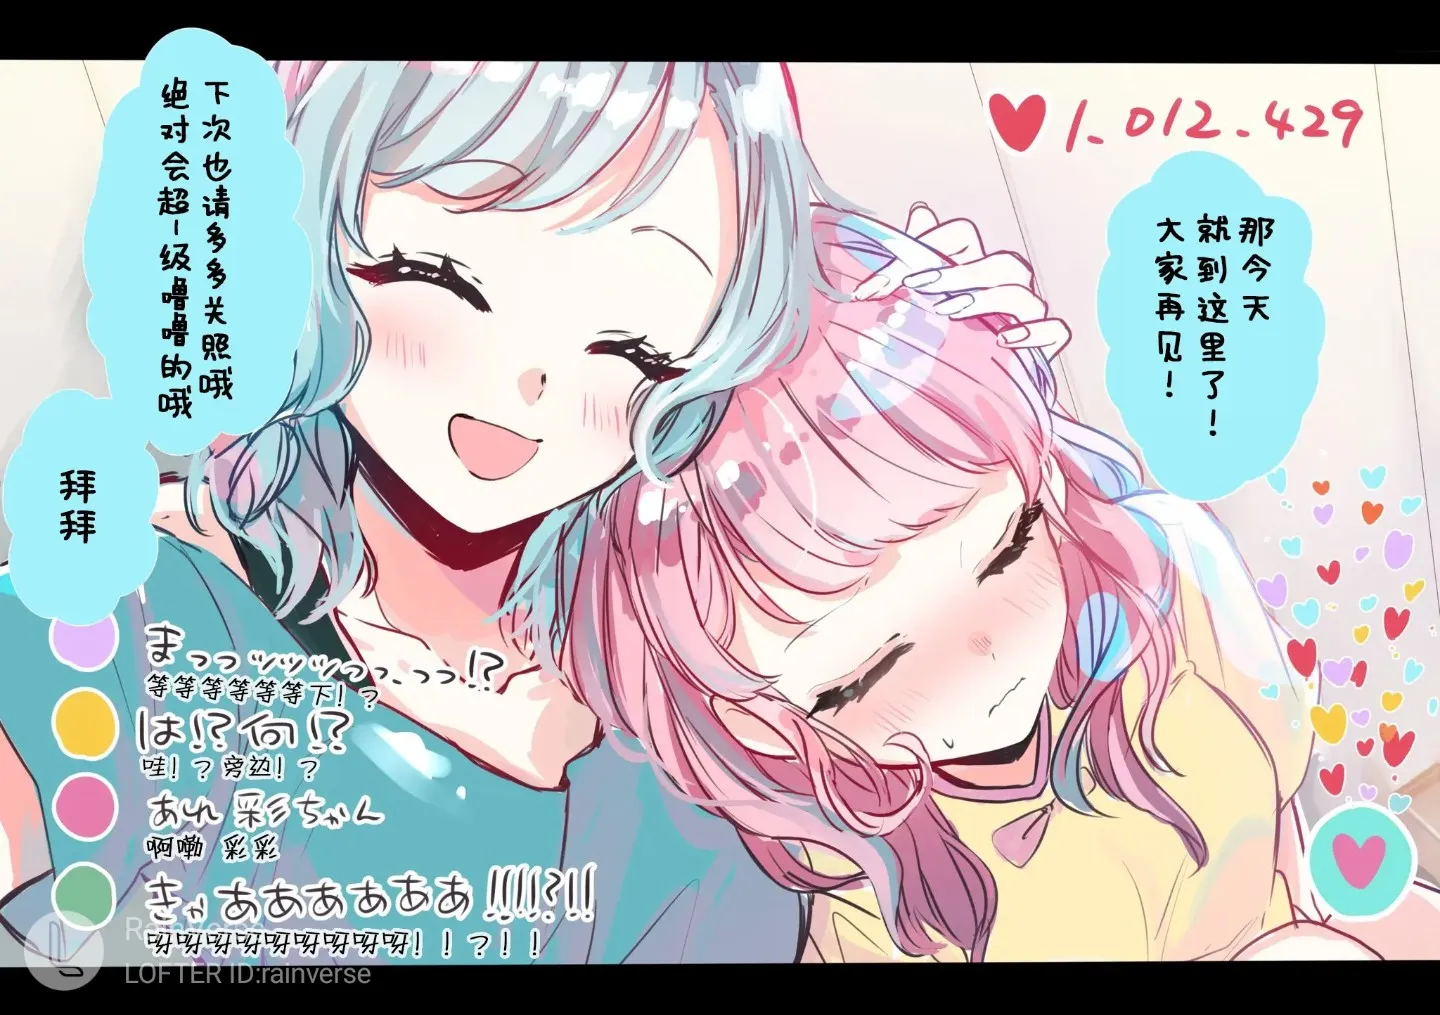 1.012.429
那今天
就到这里了！
大家再见！
下次也请多多关照哦
绝对会超-级噜噜的哦
拜拜
まっっッッッっっ、っっ!?
等等等等等等下！？
は!?何!?
哇！？旁边！？
あれ 彩ちゃん
啊嘞 彩彩
きゃあああああああ!!!!?!!
呀呀呀呀呀呀呀呀呀！！？！！
LOFTER ID:rainverse